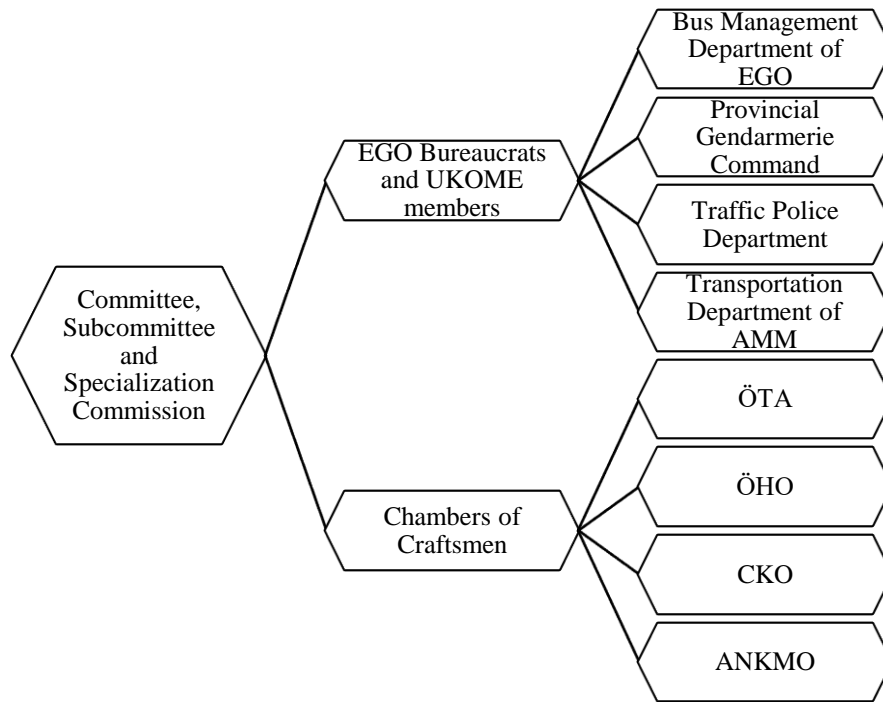 Committee,
Subcommittee
and
Specialization
Commission
EGO Bureaucrats
and UKOME
members
Bus Management
Department of
EGO
Provincial
Gendarmerie
Command
Traffic Police
Department
Transportation
Department of
AMM
Chambers of
Craftsmen
ÖTA
ÖHO
CKO
ANKMO